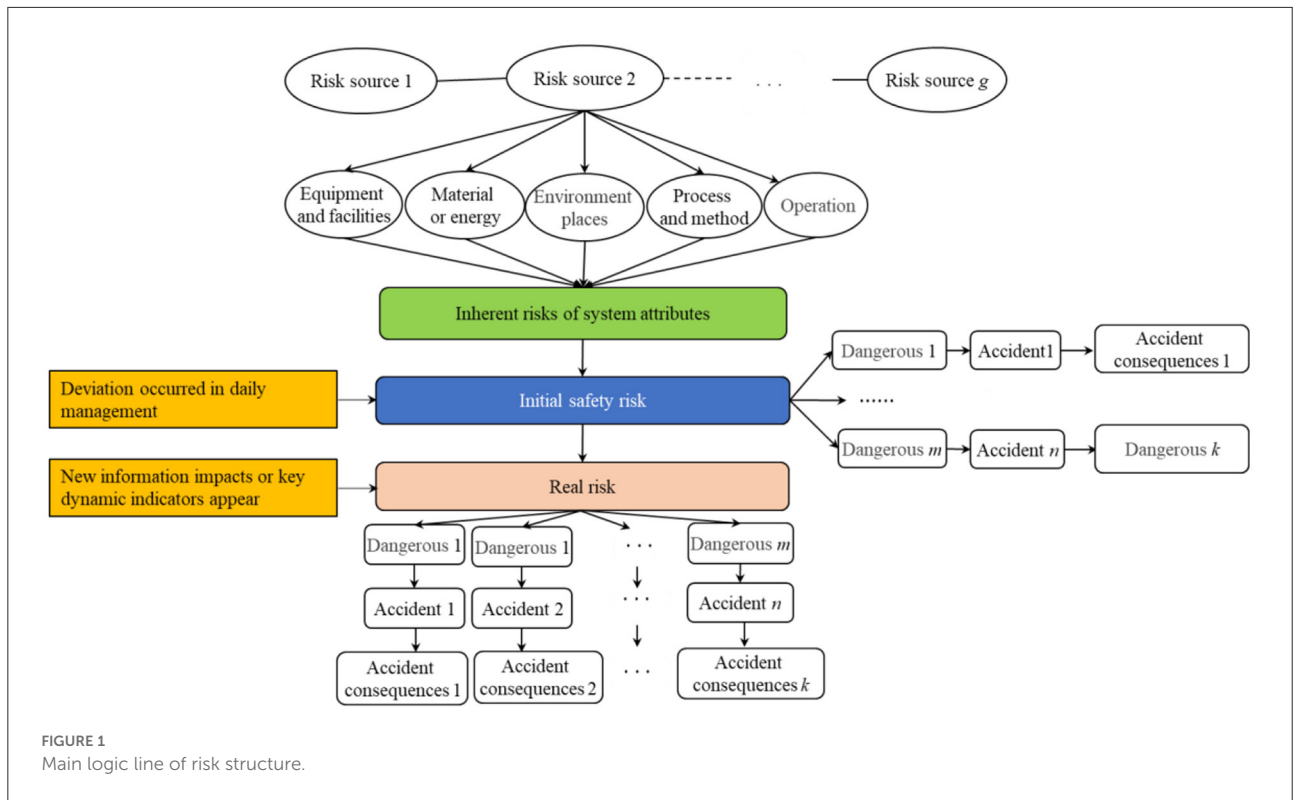 Risk source 1
Risk source 2
. . .
Risk source g
Equipment
and facilities
Material
or energy
Environment
places
Process
and method
Operation
Inherent risks of system attributes
Dangerous 1
Accident1
Accident
consequences 1
Deviation occurred in daily
management
Initial safety risk
......
Dangerous m
Accident n
Dangerous k
New information impacts or key
dynamic indicators appear
Real risk
Dangerous 1
Dangerous 1
. . .
Dangerous m
Accident 1
Accident 2
. . .
Accident n
Accident
consequences 1
Accident
consequences 2
. . .
Accident
consequences k
FIGURE 1
Main logic line of risk structure.